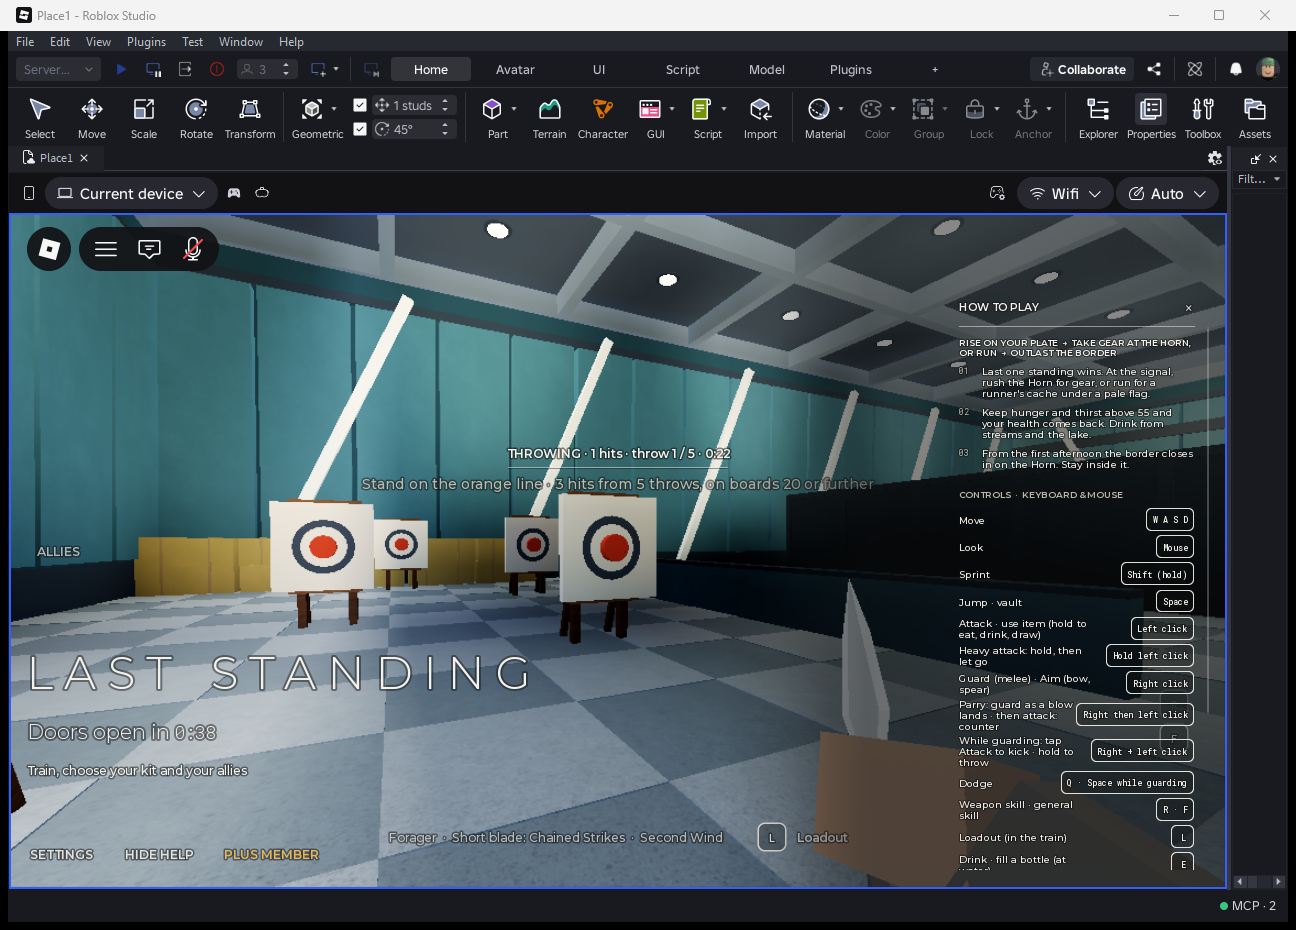 Place1 - Roblox Studio
File Edit View Plugins Test Window Help
Server... 3 Home Avatar UI Script Model Plugins + Collaborate
1 studs
45°
Select Move Scale Rotate Transform Geometric Part Terrain Character GUI Script Import Material Color Group Lock Anchor Explorer Properties Toolbox Assets
Place1
Filt...
Current device Wifi Auto
HOW TO PLAY
RISE ON YOUR PLATE → TAKE GEAR AT THE HORN,
OR RUN → OUTLAST THE BORDER
01 Last one standing wins. At the signal,
rush the Horn for gear, or run for a
runner's cache under a pale flag.
02 Keep hunger and thirst above 55 and
your health comes back. Drink from
streams and the lake.
03 From the first afternoon the border closes
in on the Horn. Stay inside it.
THROWING · 1 hits · throw 1 / 5 · 0:22
Stand on the orange line · 3 hits from 5 throws, on boards 20 or further
CONTROLS · KEYBOARD & MOUSE
Move W A S D
Look Mouse
Sprint Shift (hold)
Jump · vault Space
Attack · use item (hold to
eat, drink, draw) Left click
Heavy attack: hold, then
let go Hold left click
Guard (melee) · Aim (bow,
spear) Right click
Parry: guard as a blow
lands · then attack:
counter Right then left click
While guarding: tap
Attack to kick · hold to
throw Right + left click
Dodge Q · Space while guarding
Weapon skill · general
skill R · F
Loadout (in the train) L
Drink · fill a bottle (at
water) E
ALLIES
LAST STANDING
Doors open in 0:38
Train, choose your kit and your allies
Forager · Short blade: Chained Strikes · Second Wind L Loadout
SETTINGS HIDE HELP PLUS MEMBER
MCP · 2